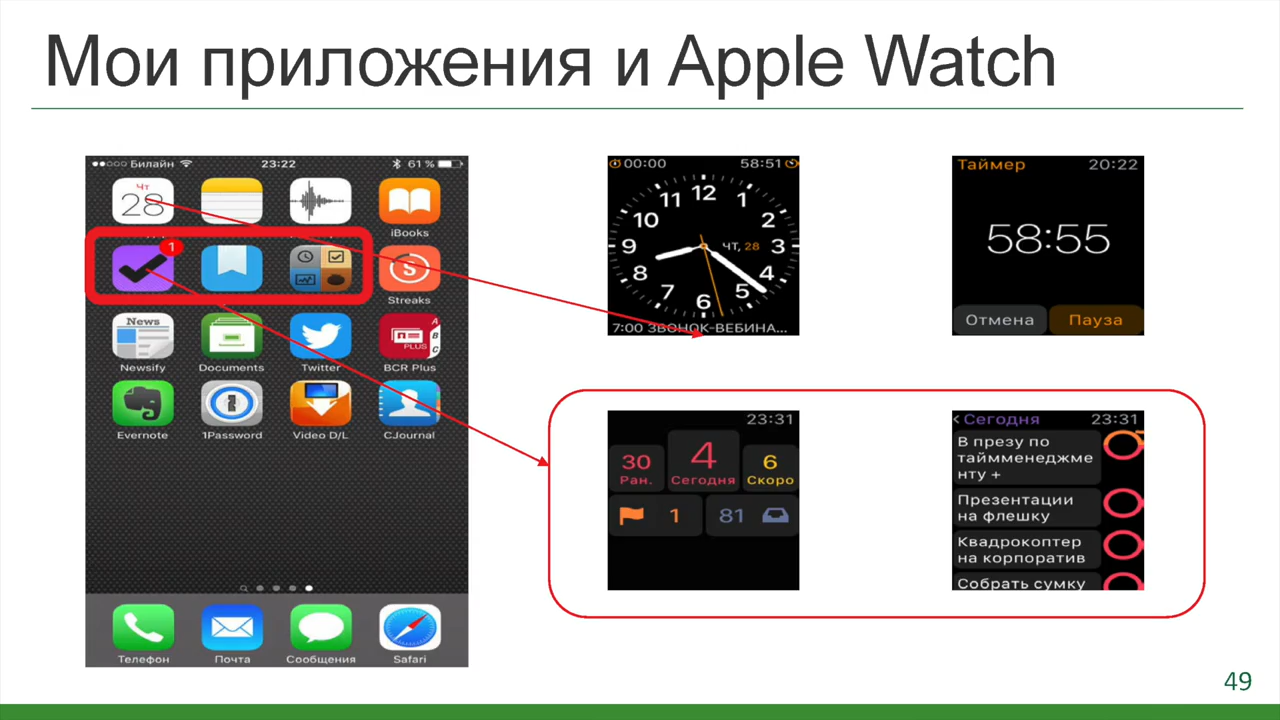 Мои приложения и Apple Watch
Билайн
23:22
61 %
Чт
28
iBooks
1
S
Streaks
News
PLUS
A
B
C
Newsify
Documents
Twitter
BCR Plus
Evernote
1Password
Video D/L
CJournal
Телефон
Почта
Сообщения
Safari
00:00
58:51
12
1
2
3
4
5
6
7
8
9
10
11
ЧТ, 28
7:00 ЗВОНОК-ВЕБИНА...
Таймер
20:22
58:55
Отмена
Пауза
23:31
30
Ран.
4
Сегодня
6
Скоро
1
81
Сегодня
23:31
В презу по
таймменеджме
нту +
Презентации
на флешку
Квадрокоптер
на корпоратив
Собрать сумку
49